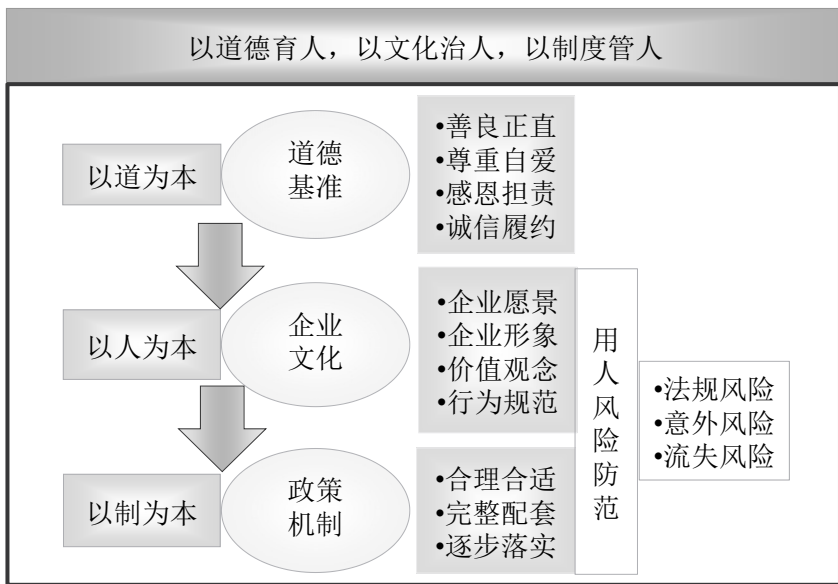 以道德育人，以文化治人，以制度管人
以道为本
道德
基准
•善良正直
•尊重自爱
•感恩担责
•诚信履约
以人为本
企业
文化
•企业愿景
•企业形象
•价值观念
•行为规范
以制为本
政策
机制
•合理合适
•完整配套
•逐步落实
用人风险防范
•法规风险
•意外风险
•流失风险